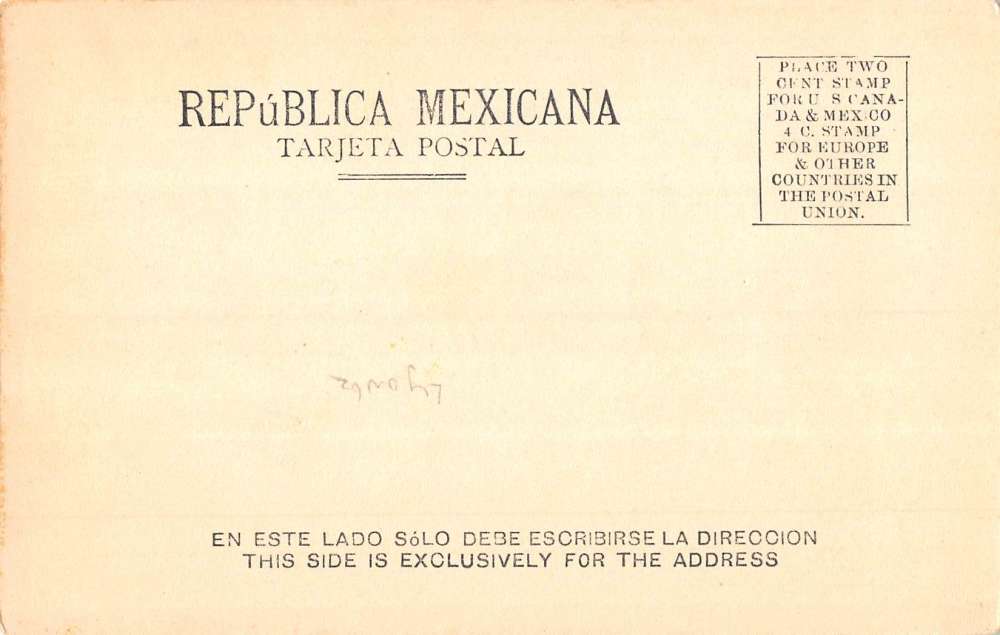 REPúBLICA MEXICANA
TARJETA POSTAL
PLACE TWO
CENT STAMP
FOR U S CANA-
DA & MEXICO
4 C. STAMP
FOR EUROPE
& OTHER
COUNTRIES IN
THE POSTAL
UNION.
EN ESTE LADO SóLO DEBE ESCRIBIRSE LA DIRECCION
THIS SIDE IS EXCLUSIVELY FOR THE ADDRESS